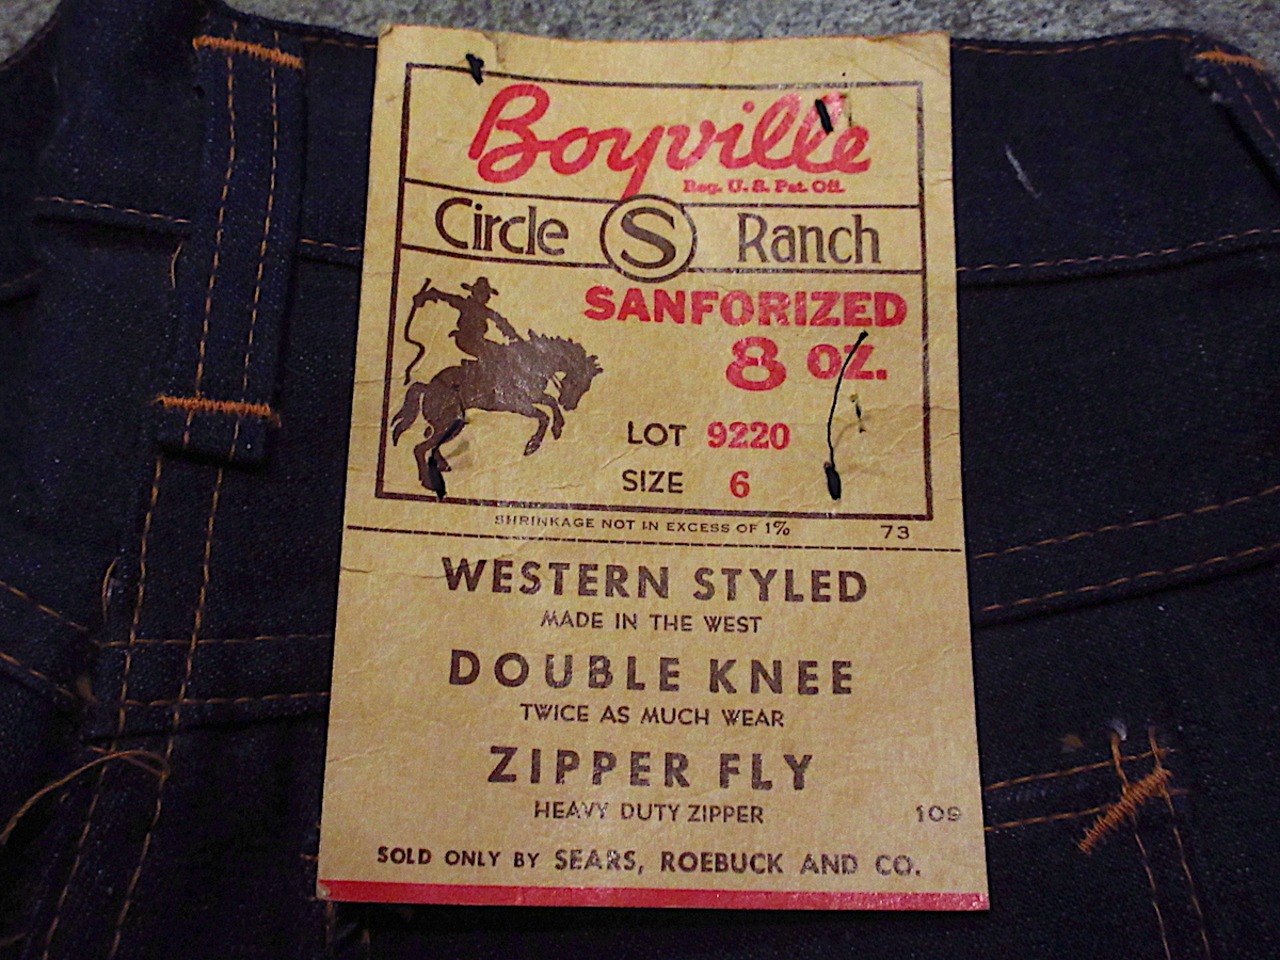 Boyville
Reg. U. S. Pat. Off.
Circle S Ranch
SANFORIZED
8 OZ.
LOT 9220
SIZE 6
SHRINKAGE NOT IN EXCESS OF 1%
73
WESTERN STYLED
MADE IN THE WEST
DOUBLE KNEE
TWICE AS MUCH WEAR
ZIPPER FLY
HEAVY DUTY ZIPPER
109
SOLD ONLY BY SEARS, ROEBUCK AND CO.